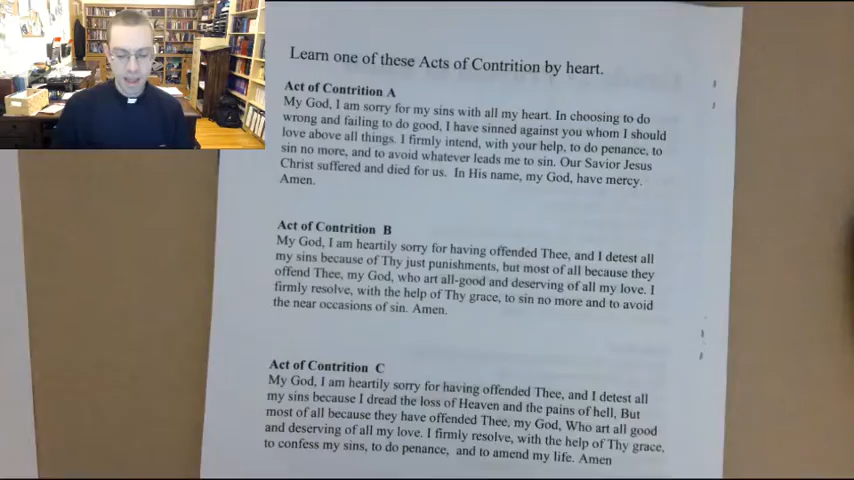 Learn one of these Acts of Contrition by heart.
Act of Contrition A
My God, I am sorry for my sins with all my heart. In choosing to do
wrong and failing to do good, I have sinned against you whom I should
love above all things. I firmly intend, with your help, to do penance, to
sin no more, and to avoid whatever leads me to sin. Our Savior Jesus
Christ suffered and died for us. In His name, my God, have mercy.
Amen.
Act of Contrition B
My God, I am heartily sorry for having offended Thee, and I detest all
my sins because of Thy just punishments, but most of all because they
offend Thee, my God, who art all-good and deserving of all my love. I
firmly resolve, with the help of Thy grace, to sin no more and to avoid
the near occasions of sin. Amen.
Act of Contrition C
My God, I am heartily sorry for having offended Thee, and I detest all
my sins because I dread the loss of Heaven and the pains of hell, But
most of all because they have offended Thee, my God, Who art all good
and deserving of all my love. I firmly resolve, with the help of Thy grace,
to confess my sins, to do penance, and to amend my life. Amen